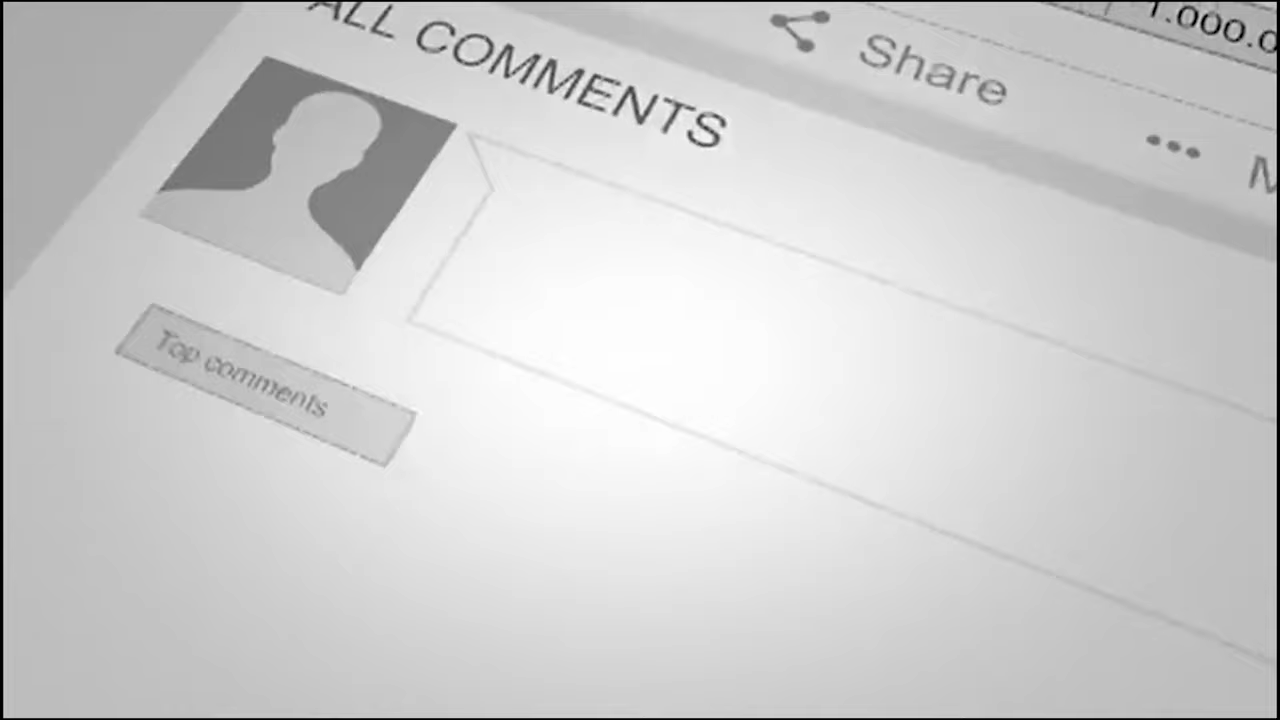 1.000.0
Share
••• M
ALL COMMENTS
Top comments